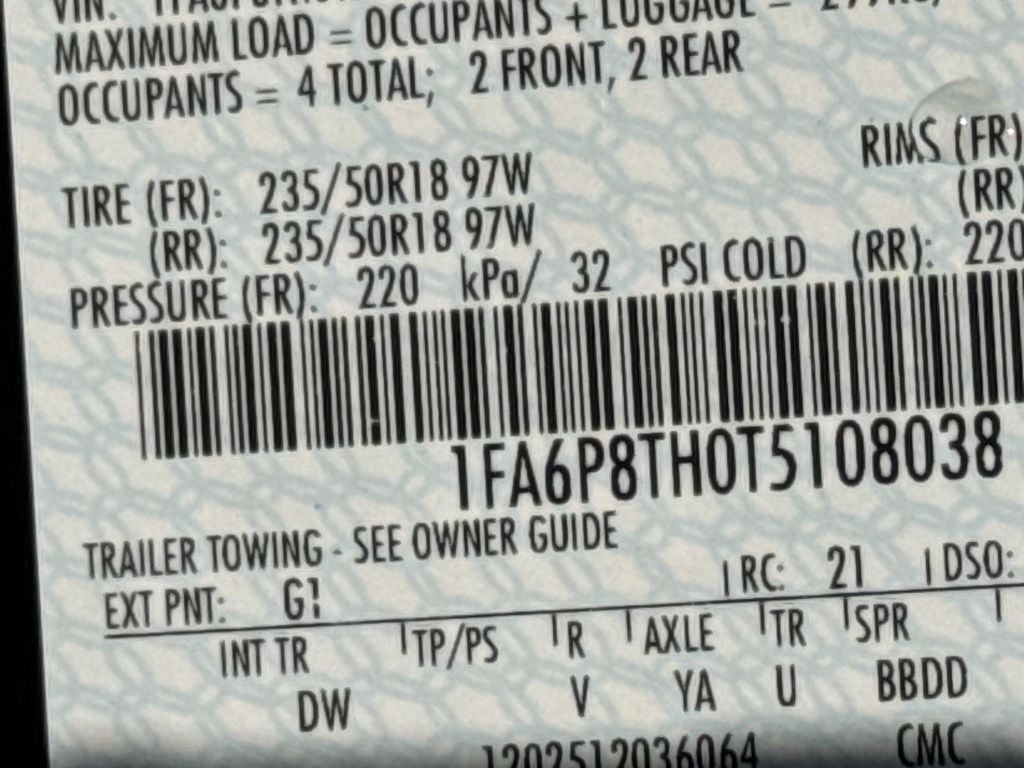 MAXIMUM LOAD = OCCUPANTS + LUGGAGE =
OCCUPANTS = 4 TOTAL; 2 FRONT, 2 REAR
TIRE (FR): 235/50R18 97W RIMS (FR)
(RR): 235/50R18 97W (RR)
PRESSURE (FR): 220 kPa/ 32 PSI COLD (RR): 220
1FA6P8TH0T5108038
TRAILER TOWING - SEE OWNER GUIDE
EXT PNT: G1 RC: 21 DSO:
INT TR TP/PS R AXLE TR SPR
DW V YA U BBDD
1202512036064 CMC